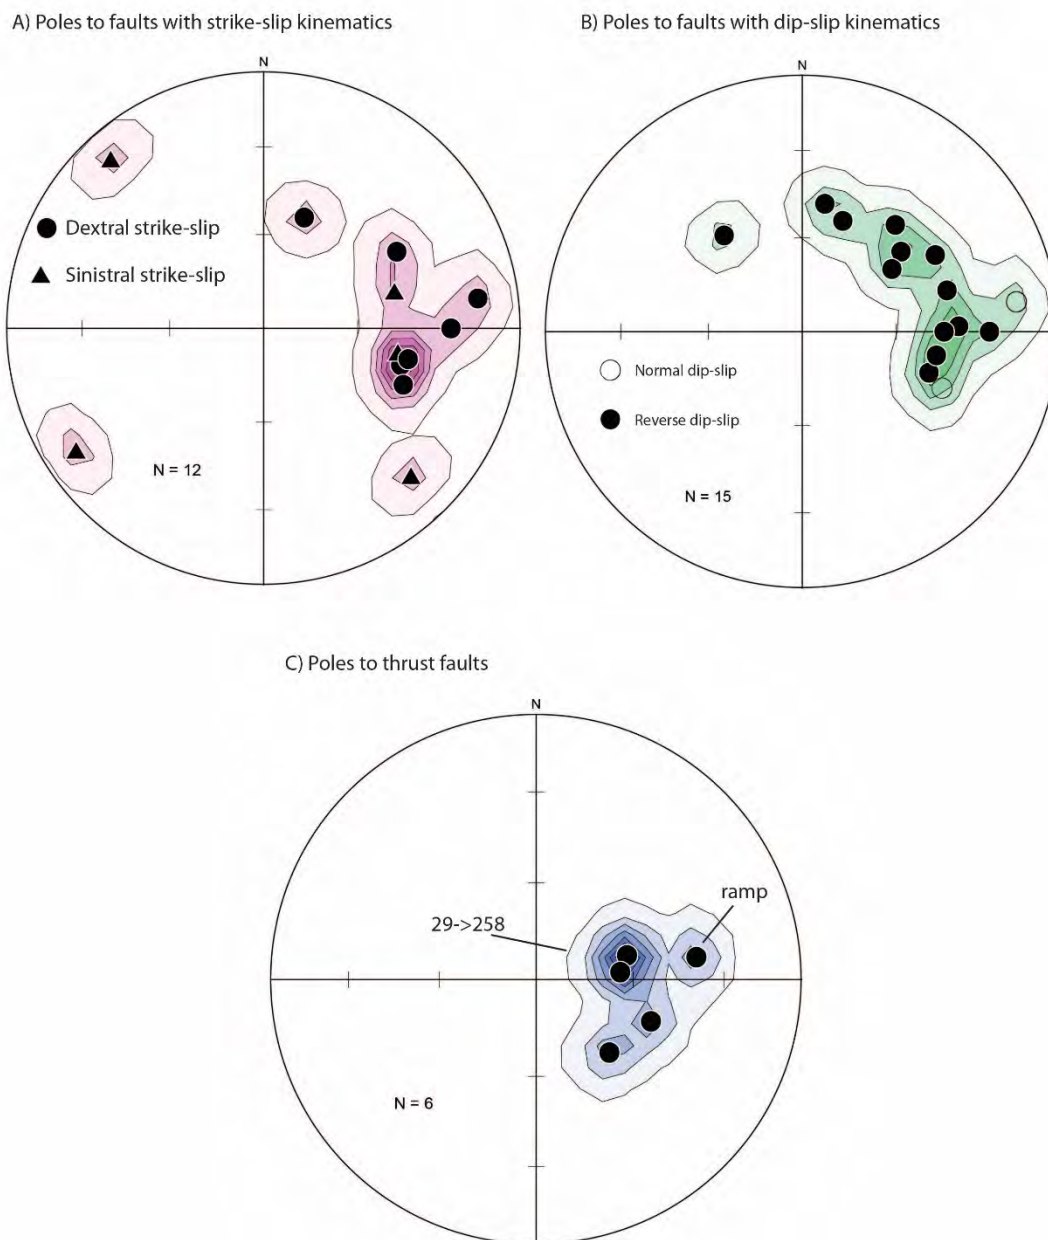 A) Poles to faults with strike-slip kinematics
B) Poles to faults with dip-slip kinematics
N
N
Dextral strike-slip
Sinistral strike-slip
N = 12
Normal dip-slip
Reverse dip-slip
N = 15
C) Poles to thrust faults
N
ramp
29->258
N = 6